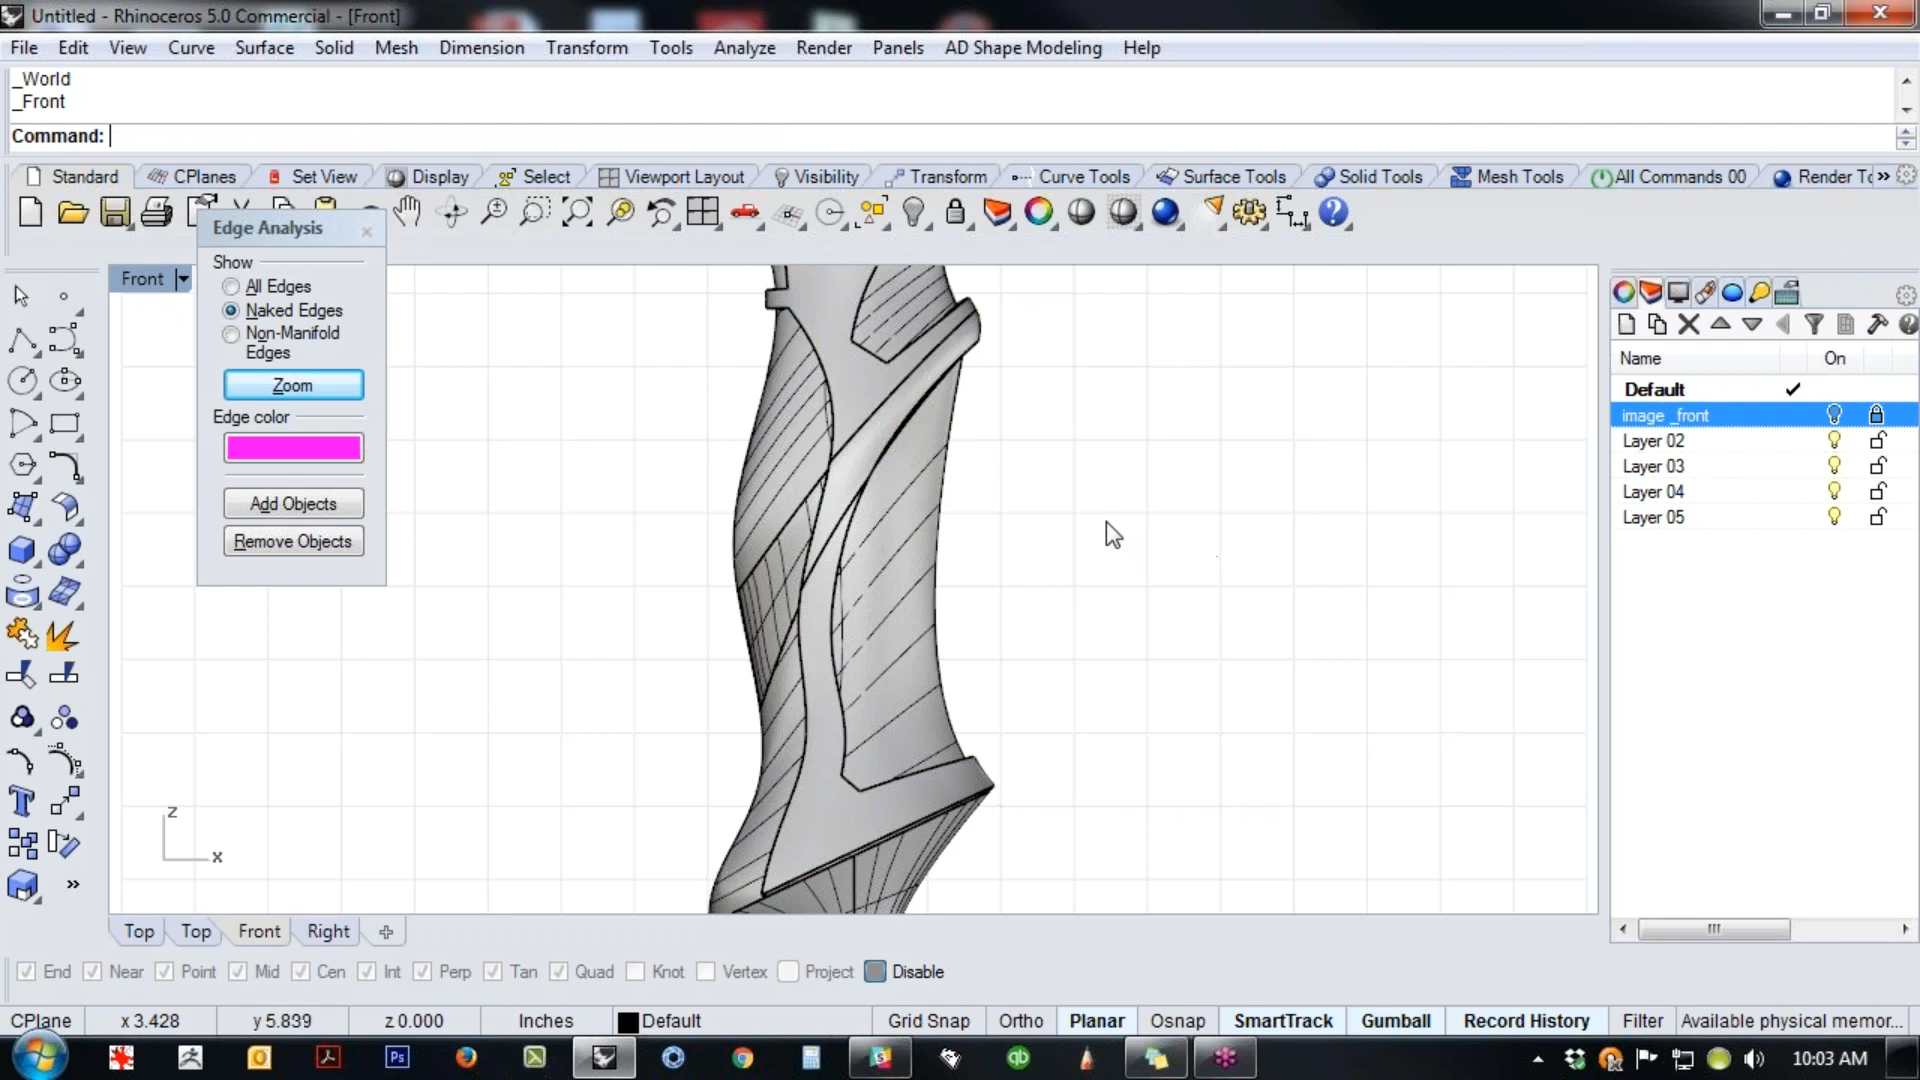 Untitled - Rhinoceros 5.0 Commercial - [Front]
File Edit View Curve Surface Solid Mesh Dimension Transform Tools Analyze Render Panels AD Shape Modeling Help
_World
_Front
Command:
Standard CPlanes Set View Display Select Viewport Layout Visibility Transform Curve Tools Surface Tools Solid Tools Mesh Tools All Commands 00 Render To »
Edge Analysis
Show
All Edges
Naked Edges
Non-Manifold
Edges
Zoom
Edge color
Add Objects
Remove Objects
Front
Name On
Default
image _front
Layer 02
Layer 03
Layer 04
Layer 05
z
x
Top Top Front Right
End Near Point Mid Cen Int Perp Tan Quad Knot Vertex Project Disable
CPlane x 3.428 y 5.839 z 0.000 Inches Default Grid Snap Ortho Planar Osnap SmartTrack Gumball Record History Filter Available physical memor...
Ps
qb
10:03 AM